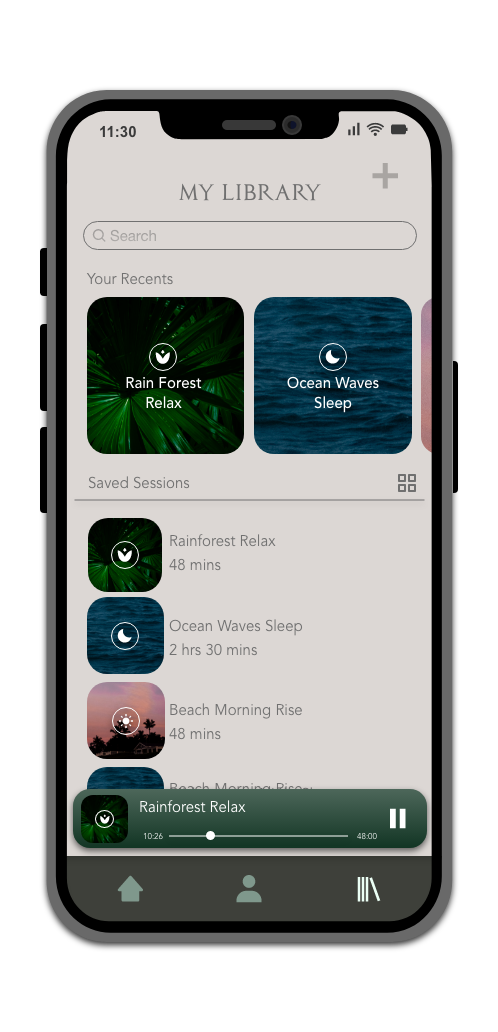 11:30
MY LIBRARY
Search
Your Recents
Rain Forest
Relax
Ocean Waves
Sleep
Saved Sessions
Rainforest Relax
48 mins
Ocean Waves Sleep
2 hrs 30 mins
Beach Morning Rise
48 mins
Beach Morning Rise
Rainforest Relax
10:26
48:00